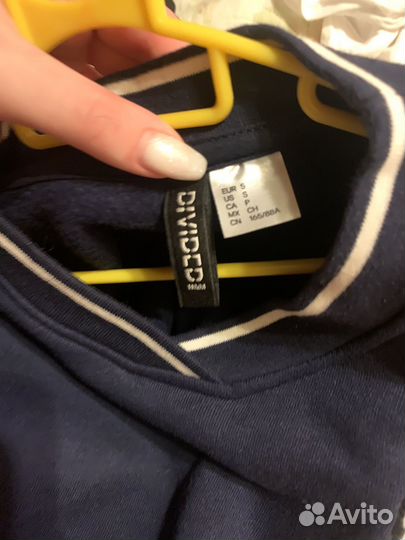 DIVIDED
H&M
EUR S
US S
CA P
MX CH
CN 165/88A
Avito